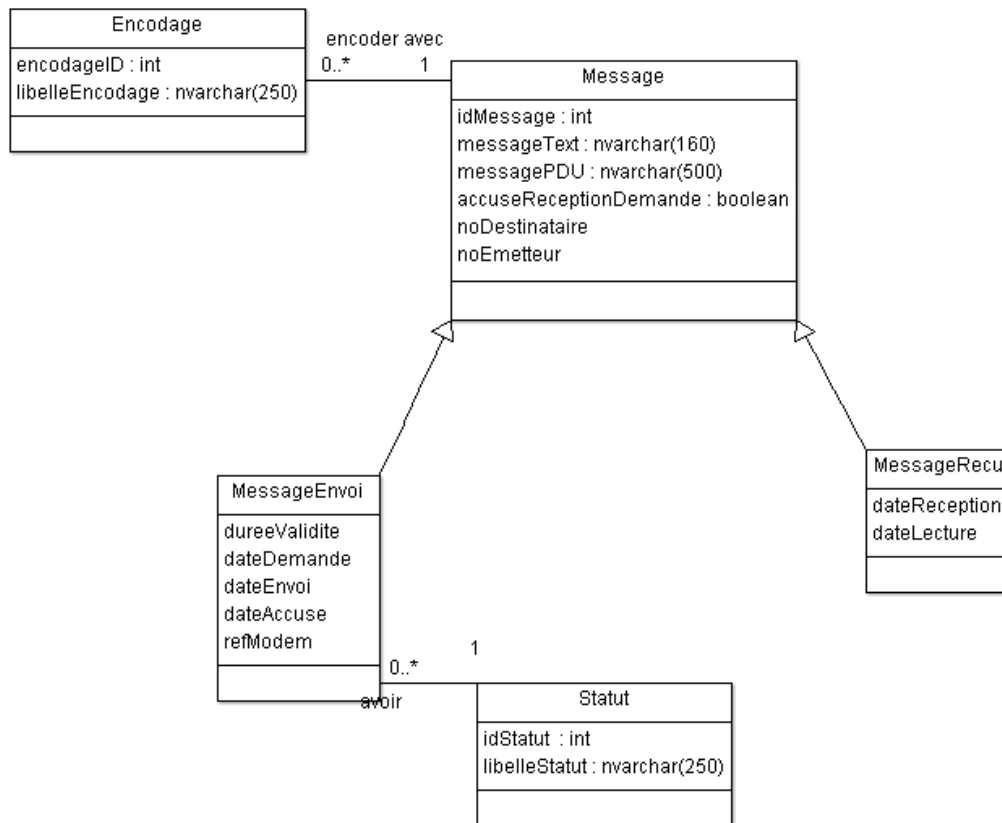 Encodage
encodageID : int
libelleEncodage : nvarchar(250)
encoder avec
0..* 1
Message
idMessage : int
messageText : nvarchar(160)
messagePDU : nvarchar(500)
accuseReceptionDemande : boolean
noDestinataire
noEmetteur
MessageEnvoi
dureeValidite
dateDemande
dateEnvoi
dateAccuse
refModem
MessageRecu
dateReception
dateLecture
1
0..*
avoir
Statut
idStatut : int
libelleStatut : nvarchar(250)